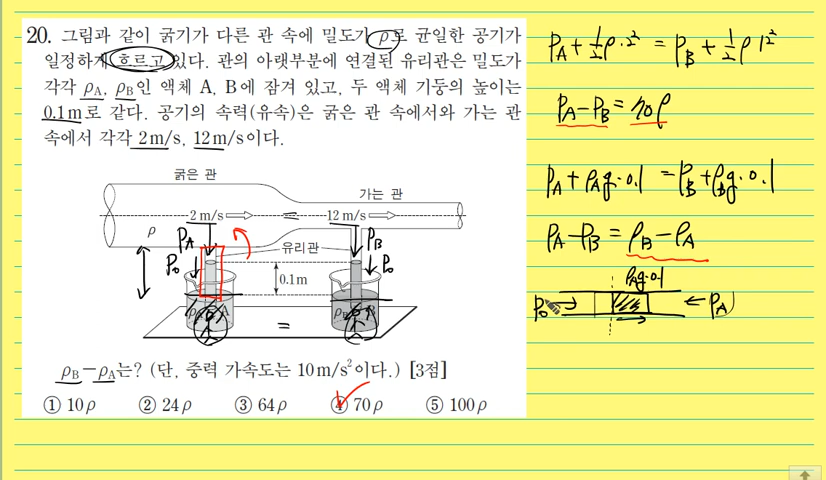 20. 그림과 같이 굵기가 다른 관 속에 밀도가 ρ로 균일한 공기가
일정하게 흐르고 있다. 관의 아랫부분에 연결된 유리관은 밀도가
각각 ρA, ρB인 액체 A, B에 잠겨 있고, 두 액체 기둥의 높이는
0.1m로 같다. 공기의 속력(유속)은 굵은 관 속에서와 가는 관
속에서 각각 2m/s, 12m/s이다.
굵은 관
가는 관
2 m/s
=
12 m/s
ρ
PA
PB
유리관
P0
P0
0.1m
=
ρB-ρA는? (단, 중력 가속도는 10m/s²이다.) [3점]
① 10ρ ② 24ρ ③ 64ρ ④ 70ρ ⑤ 100ρ
PA + 1/2 ρ·2² = PB + 1/2 ρ 12²
PA - PB = 70ρ
PA + ρAg·0.1 = PB + ρBg·0.1
PA - PB = ρB - ρA
ρAg·0.1
P0
PA